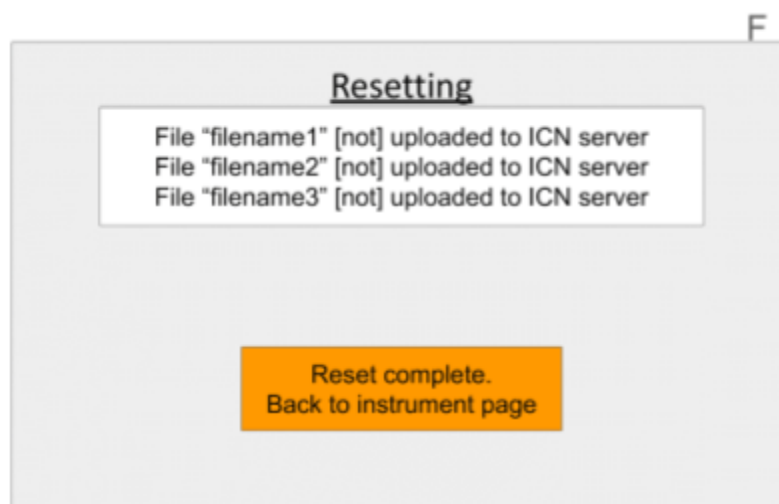 F
Resetting
File “filename1” [not] uploaded to ICN server
File “filename2” [not] uploaded to ICN server
File “filename3” [not] uploaded to ICN server
Reset complete.
Back to instrument page